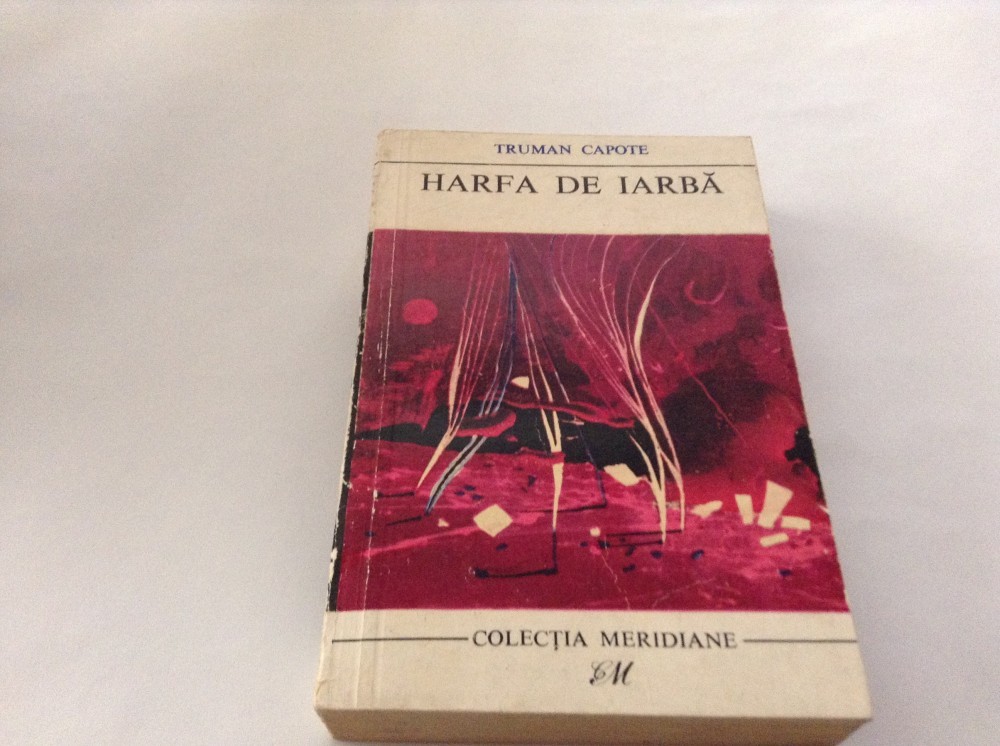 TRUMAN CAPOTE
HARFA DE IARBĂ
COLECȚIA MERIDIANE
CM